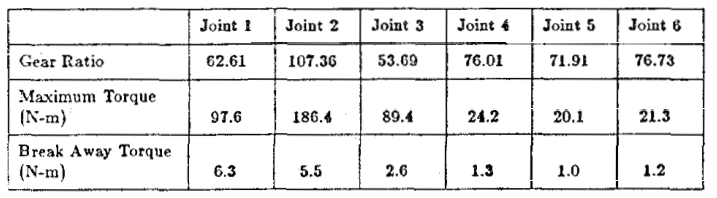 Joint 1 Joint 2 Joint 3 Joint 4 Joint 5 Joint 6
Gear Ratio 62.61 107.36 53.69 76.01 71.91 76.73
Maximum Torque
(N-m) 97.6 186.4 89.4 24.2 20.1 21.3
Break Away Torque
(N-m) 6.3 5.5 2.6 1.3 1.0 1.2